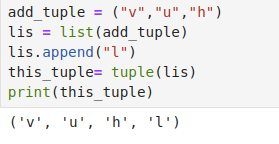 add_tuple = ("v","u","h")
lis = list(add_tuple)
lis.append("l")
this_tuple= tuple(lis)
print(this_tuple)
('v', 'u', 'h', 'l')